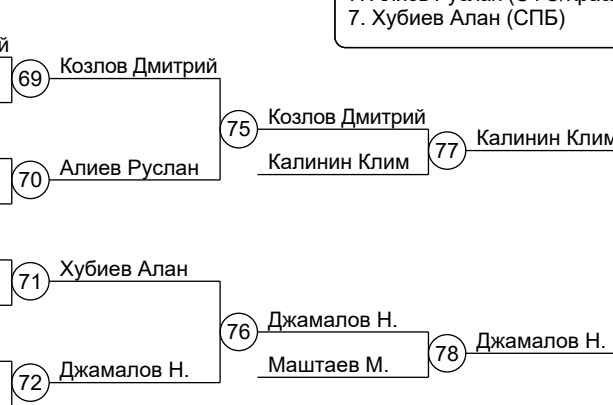 7. Хубиев Алан (СПБ)
69
Козлов Дмитрий
75
Козлов Дмитрий
77
Калинин Клим
Калинин Клим
70
Алиев Руслан
71
Хубиев Алан
76
Джамалов Н.
78
Джамалов Н.
Маштаев М.
72
Джамалов Н.